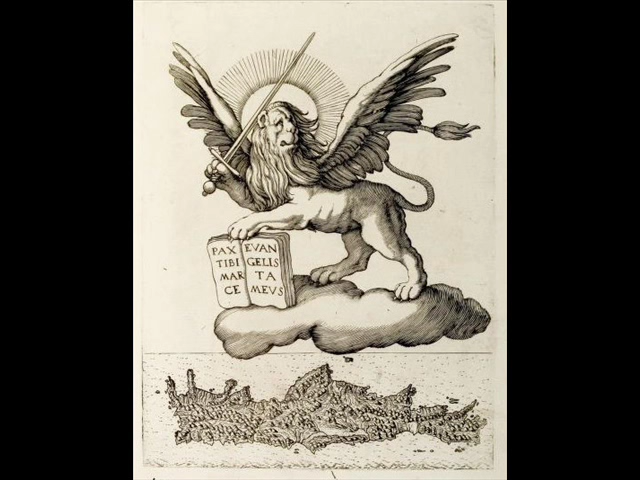 PAX
TIBI
MAR
CE
EVAN
GELIS
TA
MEVS